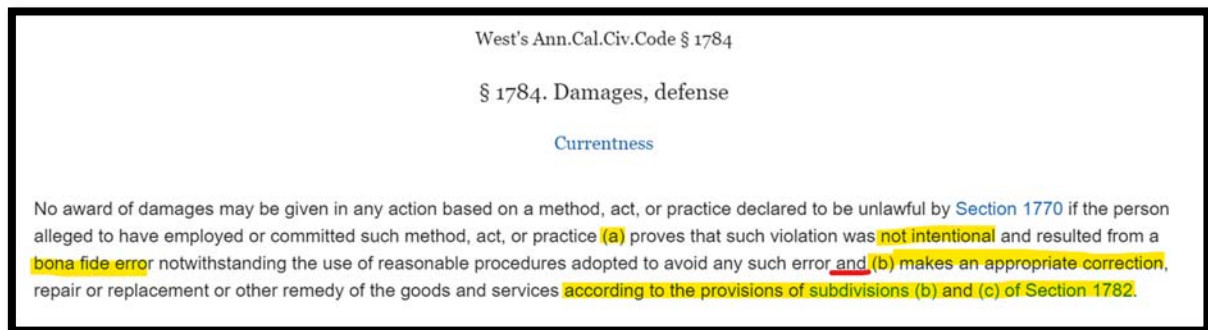 West's Ann.Cal.Civ.Code § 1784
§ 1784. Damages, defense
Currentness
No award of damages may be given in any action based on a method, act, or practice declared to be unlawful by Section 1770 if the person
alleged to have employed or committed such method, act, or practice (a) proves that such violation was not intentional and resulted from a
bona fide error notwithstanding the use of reasonable procedures adopted to avoid any such error and (b) makes an appropriate correction,
repair or replacement or other remedy of the goods and services according to the provisions of subdivisions (b) and (c) of Section 1782.